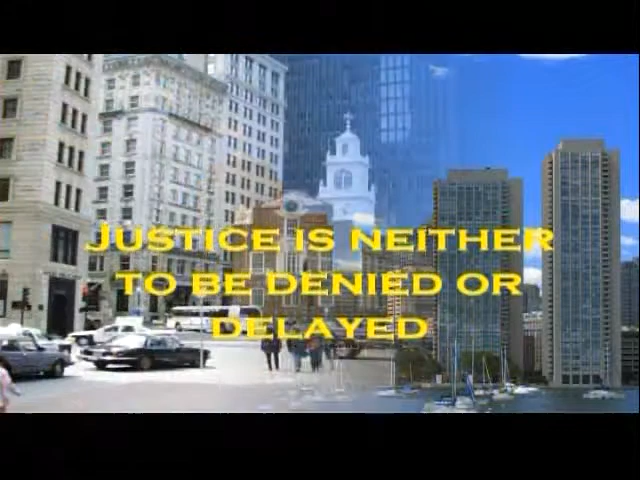 JUSTICE IS NEITHER
TO BE DENIED OR
DELAYED